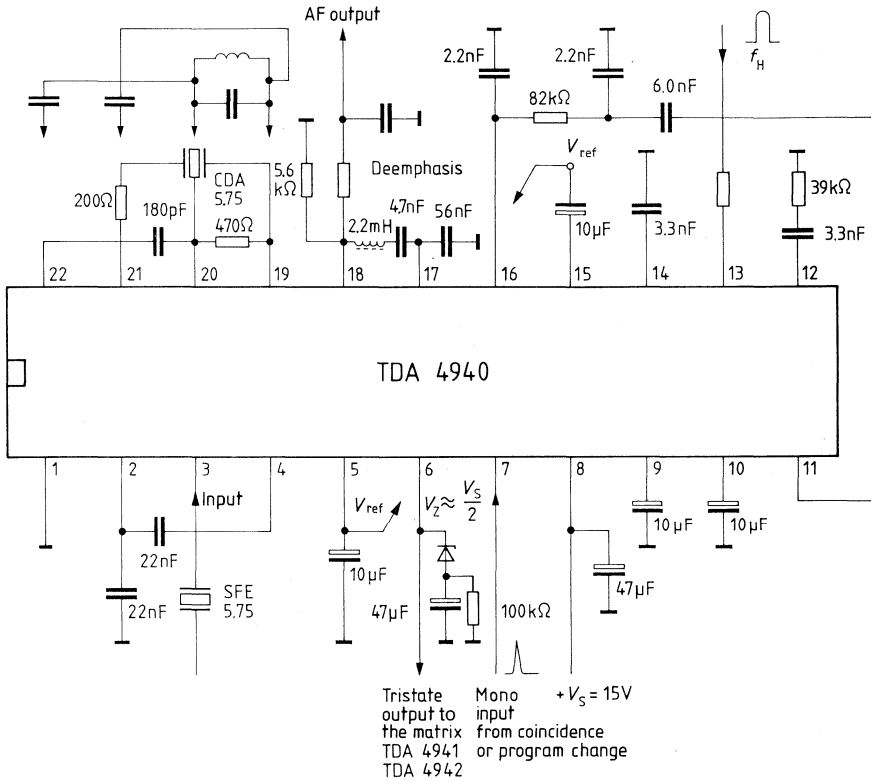 AF output
2.2nF
2.2nF
f_H
6.0nF
82kΩ
V_ref
CDA
5.75
5.6
kΩ
Deemphasis
200Ω
180pF
470Ω
2,2mH
4.7nF
56nF
10µF
3.3nF
39kΩ
3.3nF
22
21
20
19
18
17
16
15
14
13
12
TDA 4940
1
2
3
4
5
6
7
8
9
10
11
Input
V_ref
V_Z≈ V_S/2
22nF
22nF
SFE
5.75
10µF
47µF
100kΩ
47µF
10µF
10µF
Tristate
output to
the matrix
TDA 4941
TDA 4942
Mono
input
from coincidence
or program change
+V_S = 15V